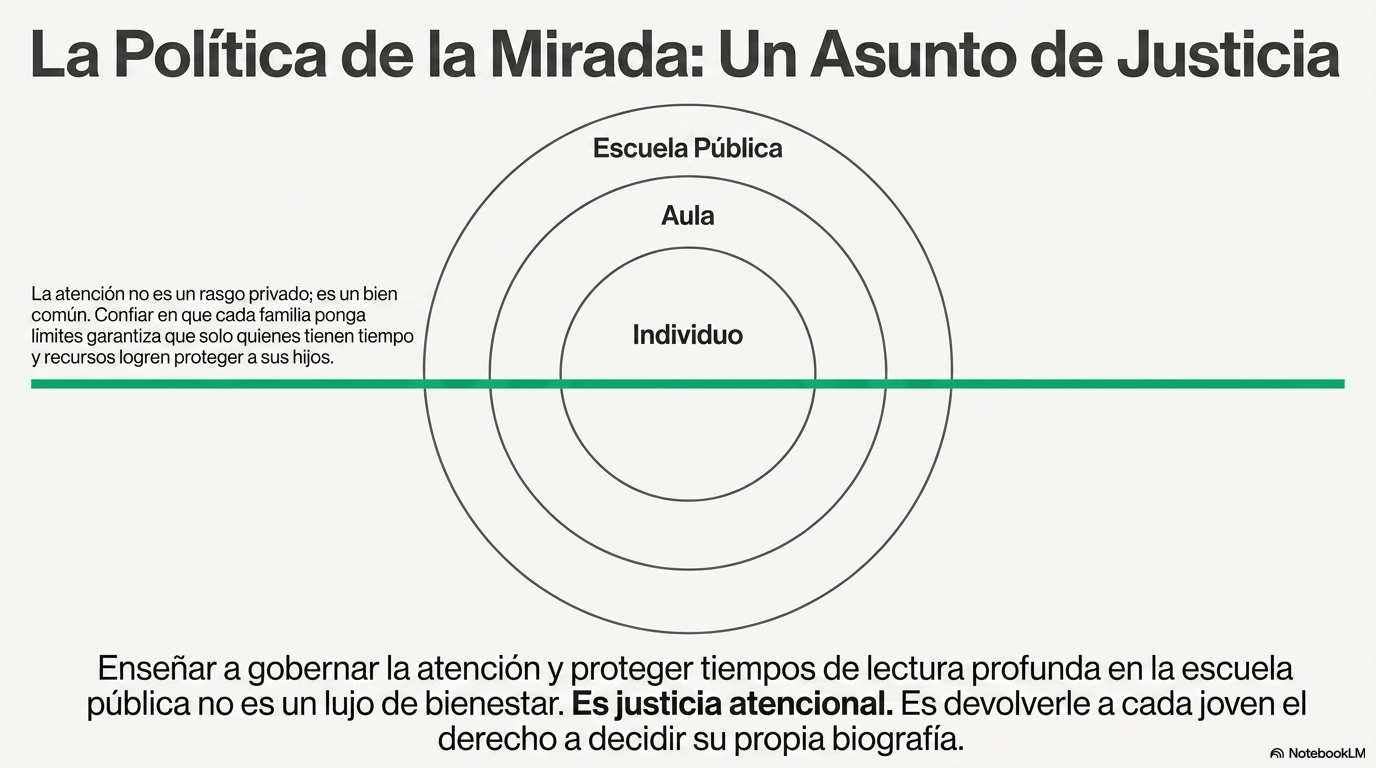 La Política de la Mirada: Un Asunto de Justicia
Escuela Pública
Aula
Individuo
La atención no es un rasgo privado; es un bien
común. Confiar en que cada familia ponga
límites garantiza que solo quienes tienen tiempo
y recursos logren proteger a sus hijos.
Enseñar a gobernar la atención y proteger tiempos de lectura profunda en la escuela
pública no es un lujo de bienestar. Es justicia atencional. Es devolverle a cada joven el
derecho a decidir su propia biografía.
NotebookLM